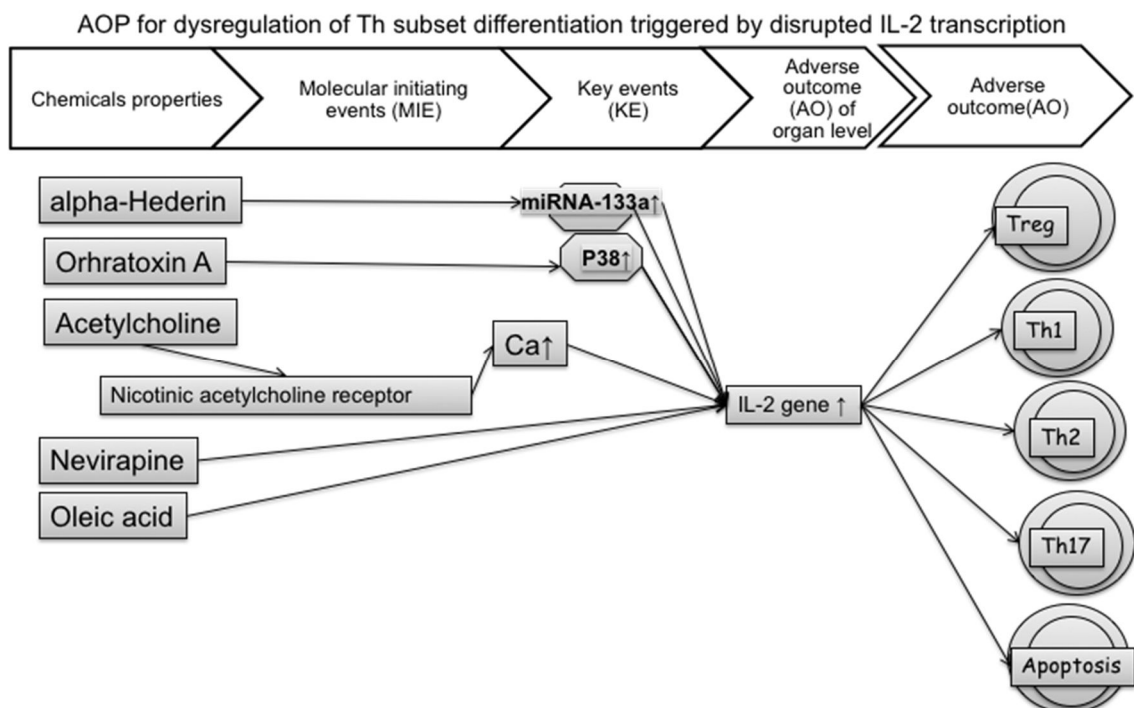 AOP for dysregulation of Th subset differentiation triggered by disrupted IL-2 transcription
Chemicals properties
Molecular initiating
events (MIE)
Key events
(KE)
Adverse
outcome
(AO) of
organ level
Adverse
outcome(AO)
alpha-Hederin
miRNA-133a↑
Orhratoxin A
P38↑
Acetylcholine
Ca↑
Nicotinic acetylcholine receptor
Nevirapine
Oleic acid
IL-2 gene ↑
Treg
Th1
Th2
Th17
Apoptosis